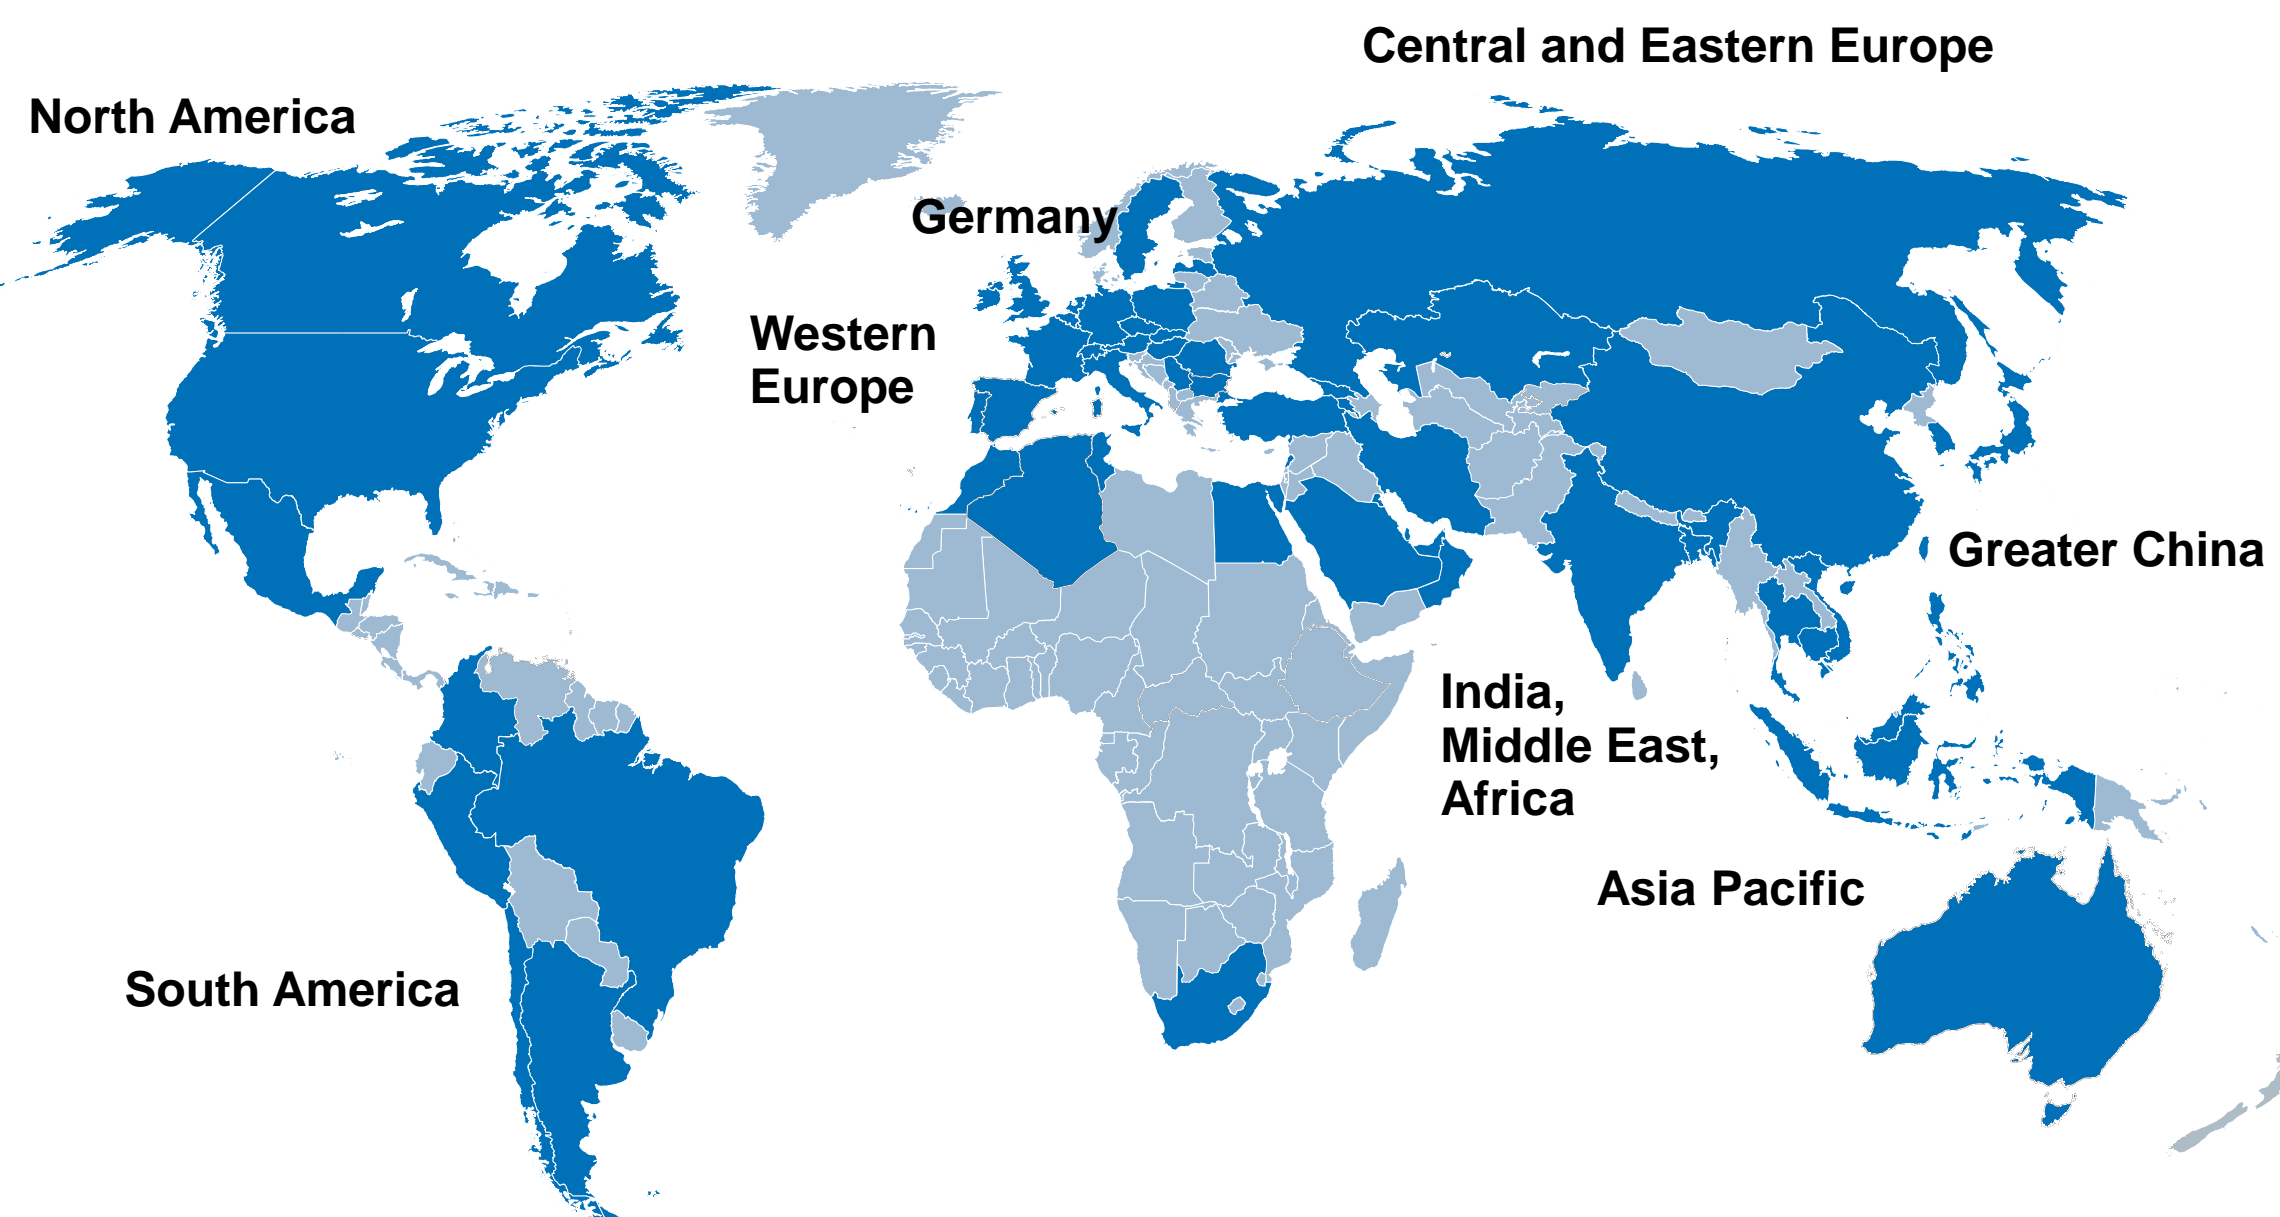 Central and Eastern Europe
North America
Germany
Western
Europe
Greater China
India,
Middle East,
Africa
Asia Pacific
South America